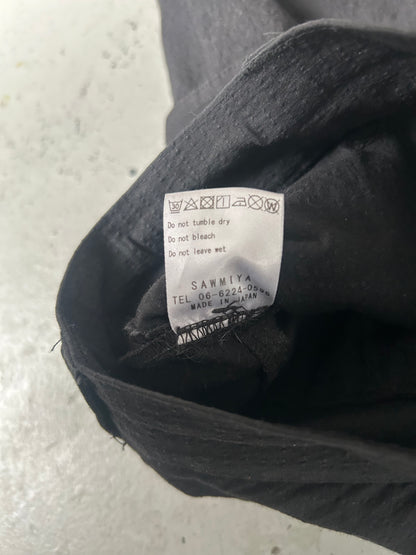 Do not tumble dry
Do not bleach
Do not leave wet
SAWMIYA
TEL 06-6224-0555
MADE IN JAPAN